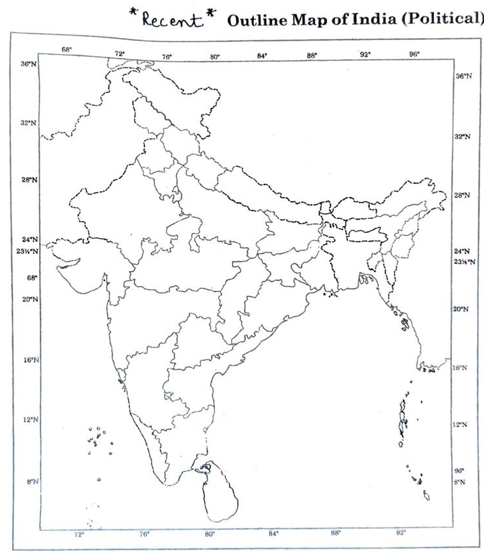 *Recent* Outline Map of India (Political)
68° 72° 76° 80° 84° 88° 92° 96°
36°N 36°N
32°N 32°N
28°N 28°N
24°N 24°N
23½°N 23½°N
68°
20°N 20°N
16°N 16°N
12°N 12°N
96°
8°N 8°N
72° 76° 80° 84° 88° 92°